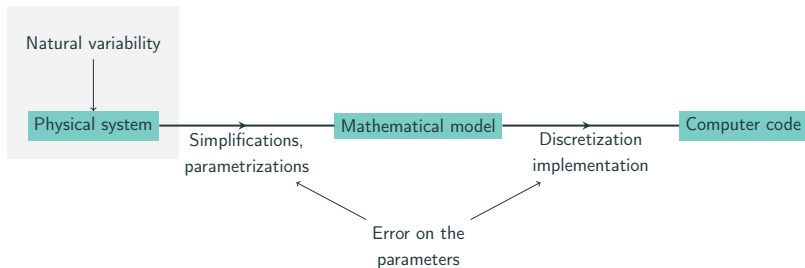 Natural variability
Physical system
Mathematical model
Computer code
Simplifications,
parametrizations
Discretization
implementation
Error on the
parameters